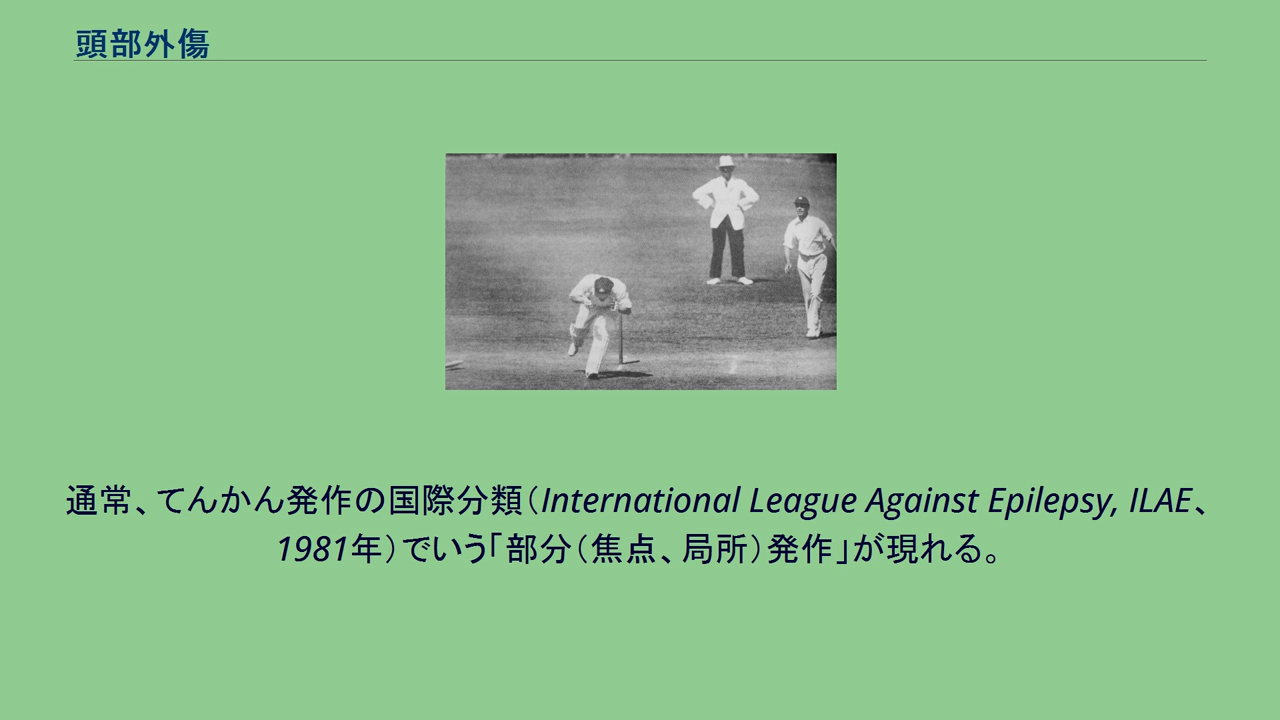 頭部外傷
通常、てんかん発作の国際分類（International League Against Epilepsy, ILAE、
1981年）でいう「部分（焦点、局所）発作」が現れる。